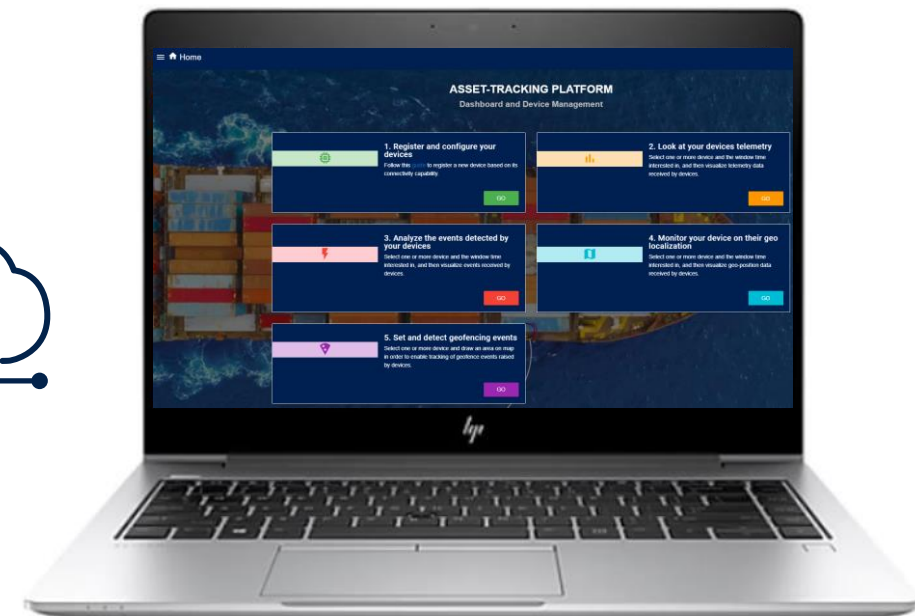 Home
ASSET-TRACKING PLATFORM
Dashboard and Device Management
1. Register and configure your
devices
Follow this guide to register a new device based on its
connectivity capability.
GO
2. Look at your devices telemetry
Select one or more device and the window time
interested in, and then visualize telemetry data
received by devices.
GO
3. Analyze the events detected by
your devices
Select one or more device and the window time
interested in, and then visualize events received by
devices.
GO
4. Monitor your device on their geo
localization
Select one or more device and the window time
interested in, and then visualize geo-position data
received by devices.
GO
5. Set and detect geofencing events
Select one or more device and draw an area on map
in order to enable tracking of geofence events raised
by devices.
GO
hp